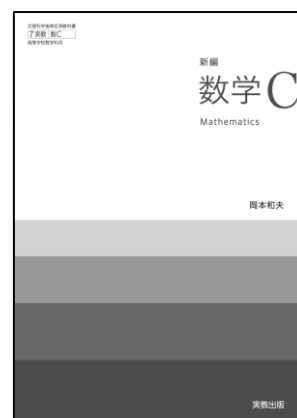 文部科学省検定済教科書
7 実教 数C
高等学校数学科用
新編
数学C
Mathematics
岡本和夫
実教出版